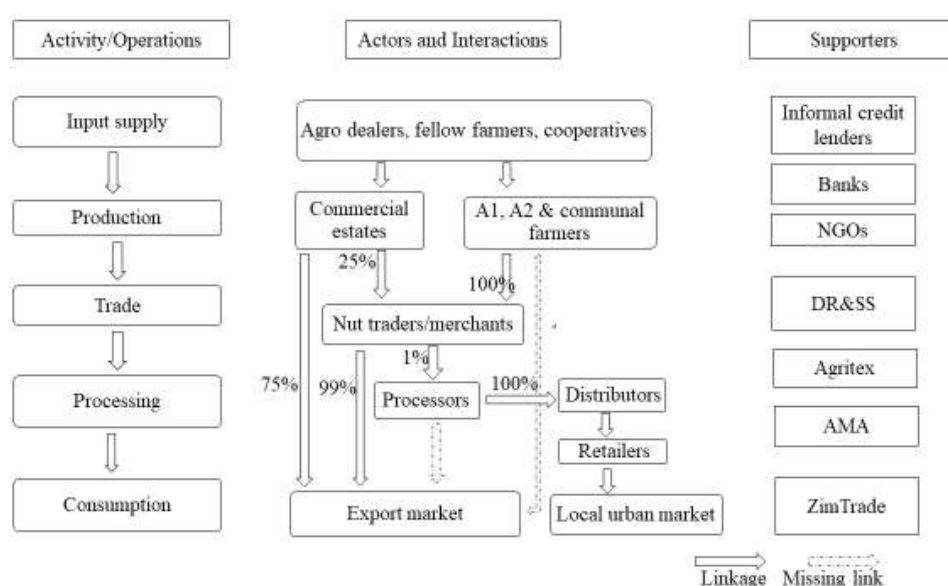 Activity/Operations
Actors and Interactions
Supporters
Input supply
Production
Trade
Processing
Consumption
Agro dealers, fellow farmers, cooperatives
Commercial
estates
A1, A2 & communal
farmers
25%
100%
Nut traders/merchants
1%
75%
99%
Processors
100%
Distributors
Retailers
Export market
Local urban market
Informal credit
lenders
Banks
NGOs
DR&SS
Agritex
AMA
ZimTrade
Linkage
Missing link